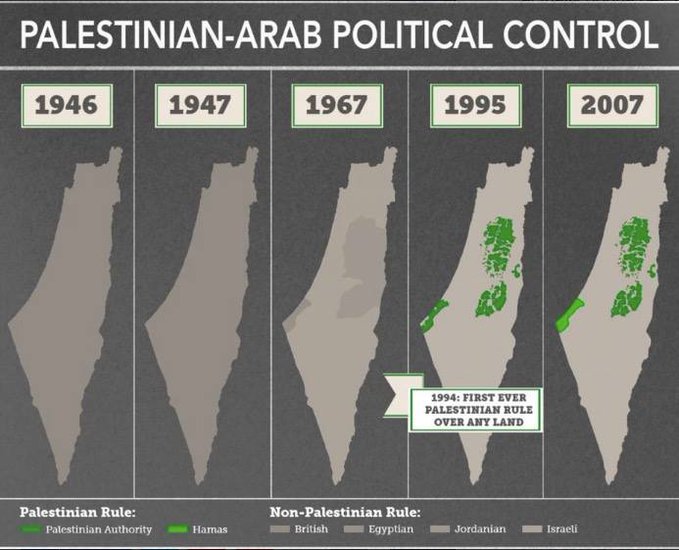 PALESTINIAN-ARAB POLITICAL CONTROL
1946
1947
1967
1995
2007
1994: FIRST EVER
PALESTINIAN RULE
OVER ANY LAND
Palestinian Rule:
Palestinian Authority
Hamas
Non-Palestinian Rule:
British
Egyptian
Jordanian
Israeli